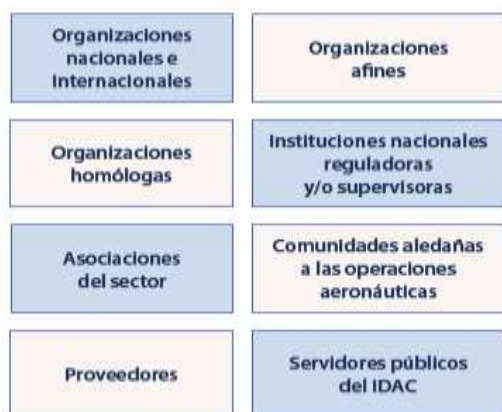 Organizaciones
nacionales e
internacionales
Organizaciones
afines
Organizaciones
homólogas
Instituciones nacionales
reguladoras
y/o supervisoras
Asociaciones
del sector
Comunidades aledañas
a las operaciones
aeronáuticas
Proveedores
Servidores públicos
del IDAC